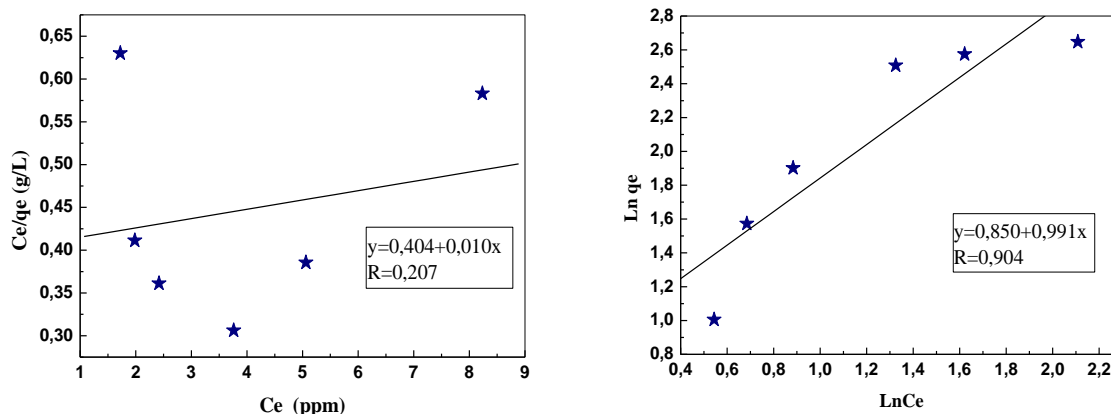 0,65
0,60
0,55
0,50
0,45
0,40
0,35
0,30
Ce/qe (g/L)
y=0,404+0,010x
R=0,207
1 2 3 4 5 6 7 8 9
Ce (ppm)
2,8
2,6
2,4
2,2
2,0
1,8
1,6
1,4
1,2
1,0
0,8
Ln qe
y=0,850+0,991x
R=0,904
0,4 0,6 0,8 1,0 1,2 1,4 1,6 1,8 2,0 2,2
LnCe